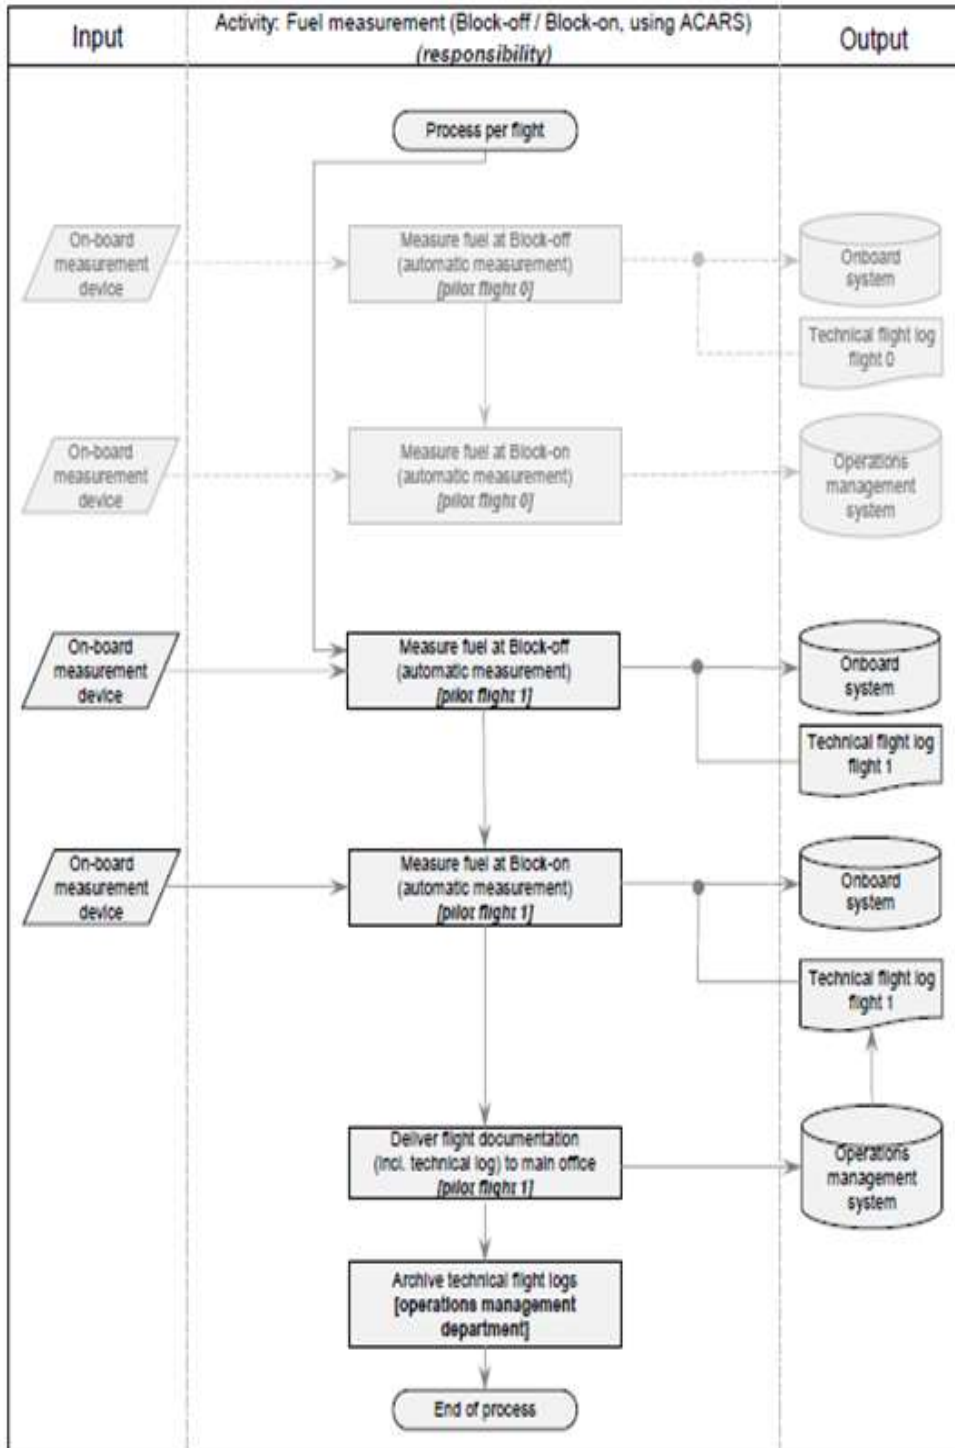 Input
Activity: Fuel measurement (Block-off / Block-on, using ACARS)
(responsibility)
Output
Process per flight
On-board
measurement
device
Measure fuel at Block-off
(automatic measurement)
[pilot flight 0]
Onboard
system
Technical flight log
flight 0
On-board
measurement
device
Measure fuel at Block-on
(automatic measurement)
[pilot flight 0]
Operations
management
system
On-board
measurement
device
Measure fuel at Block-off
(automatic measurement)
[pilot flight 1]
Onboard
system
Technical flight log
flight 1
On-board
measurement
device
Measure fuel at Block-on
(automatic measurement)
[pilot flight 1]
Onboard
system
Technical flight log
flight 1
Deliver flight documentation
(incl. technical log) to main office
[pilot flight 1]
Operations
management
system
Archive technical flight logs
[operations management
department]
End of process